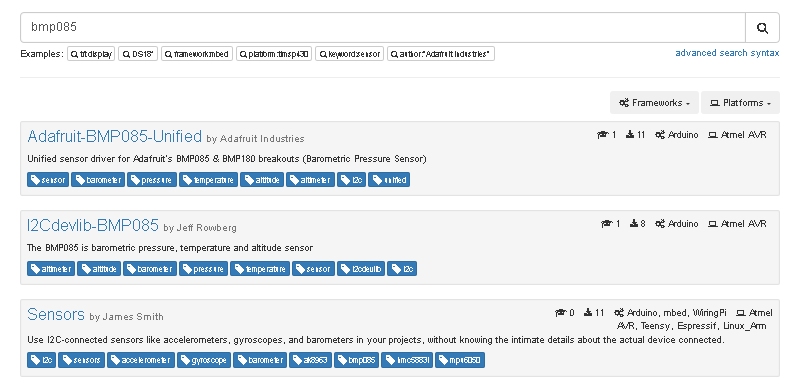 bmp085
Examples: tft display DS18* framework:mbed platform:timsp430 keyword:sensor author:"Adafruit Industries" advanced search syntax
Frameworks Platforms
Adafruit-BMP085-Unified by Adafruit Industries 1 11 Arduino Atmel AVR
Unified sensor driver for Adafruit's BMP085 & BMP180 breakouts (Barometric Pressure Sensor)
sensor barometer pressure temperature altitude altimeter i2c unified
I2Cdevlib-BMP085 by Jeff Rowberg 1 8 Arduino Atmel AVR
The BMP085 is barometric pressure, temperature and altitude sensor
altimeter altitude barometer pressure temperature sensor i2cdevlib i2c
Sensors by James Smith 0 11 Arduino, mbed, WiringPi Atmel
AVR, Teensy, Espressif, Linux_Arm
Use I2C-connected sensors like accelerometers, gyroscopes, and barometers in your projects, without knowing the intimate details about the actual device connected.
i2c sensors accelerometer gyroscope barometer ak8963 bmp085 hmc5883l mpu6050